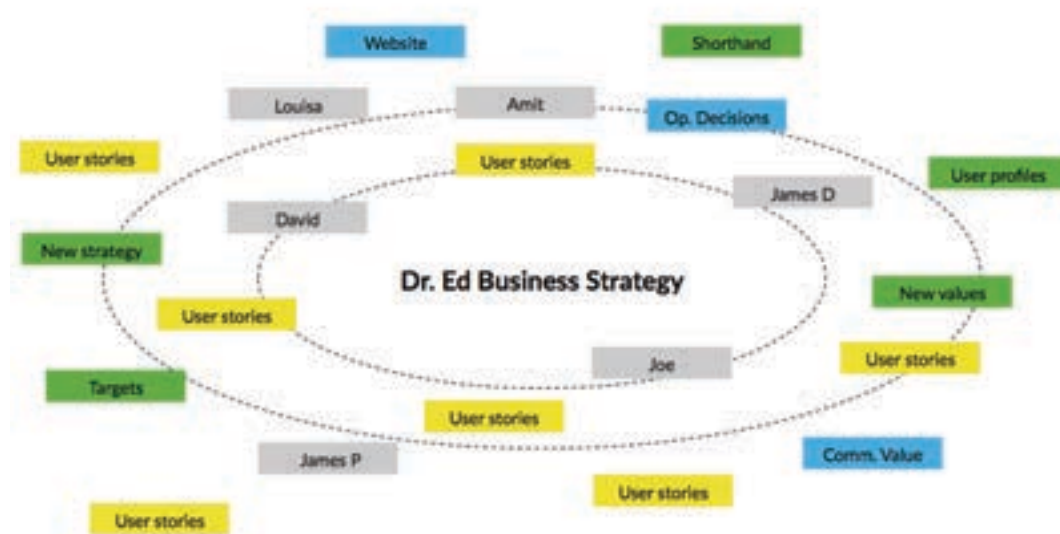 Website
Shorthand
Louisa
Amit
Op. Decisions
User stories
User stories
User profiles
James D
David
New strategy
Dr. Ed Business Strategy
New values
User stories
User stories
Joe
Targets
User stories
James P
Comm. Value
User stories
User stories